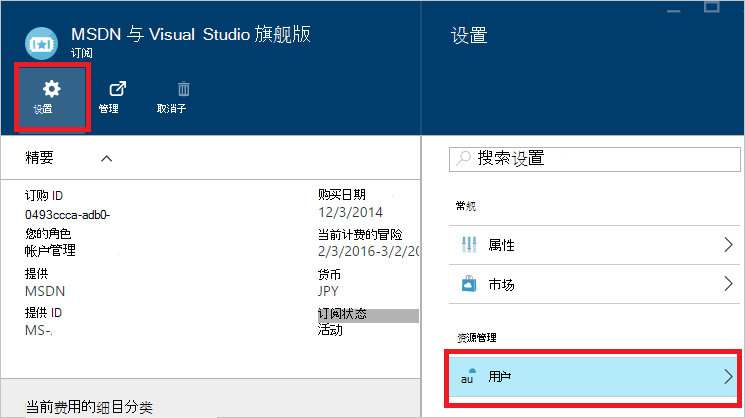 MSDN 与 Visual Studio 旗舰版
订阅
设置
管理
取消子
精要
订购 ID
0493ccca-adb0-
您的角色
帐户管理
提供
MSDN
提供 ID
MS-.
购买日期
12/3/2014
当前计费的冒险
2/3/2016-3/2/20
货币
JPY
订阅状态
活动
当前费用的细目分类
设置
搜索设置
常规
属性
市场
资源管理
au 用户